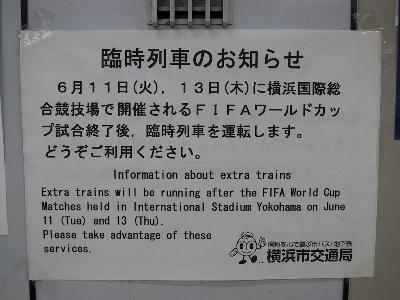 臨時列車のお知らせ
６月１１日(火)，１３日(木)に横浜国際総
合競技場で開催されるＦＩＦＡワールドカッ
プ試合終了後，臨時列車を運転します。
どうぞご利用ください。
Information about extra trains
Extra trains will be running after the FIFA World Cup
Matches held in International Stadium Yokohama on June
11 (Tue) and 13 (Thu).
Please take advantage of these
services.
横浜市交通局